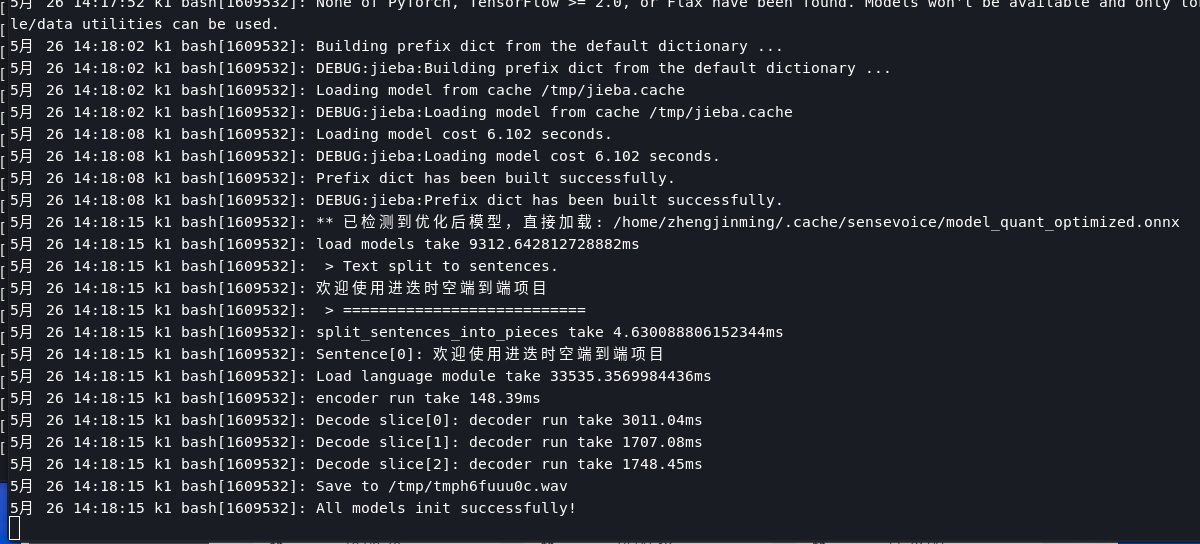 5月 26 14:17:52 k1 bash[1609532]: None of PyTorch, TensorFlow >= 2.0, or Flax have been found. Models won't be available and only
le/data utilities can be used.
5月 26 14:18:02 k1 bash[1609532]: Building prefix dict from the default dictionary ...
5月 26 14:18:02 k1 bash[1609532]: DEBUG:jieba:Building prefix dict from the default dictionary ...
5月 26 14:18:02 k1 bash[1609532]: Loading model from cache /tmp/jieba.cache
5月 26 14:18:02 k1 bash[1609532]: DEBUG:jieba:Loading model from cache /tmp/jieba.cache
5月 26 14:18:08 k1 bash[1609532]: Loading model cost 6.102 seconds.
5月 26 14:18:08 k1 bash[1609532]: DEBUG:jieba:Loading model cost 6.102 seconds.
5月 26 14:18:08 k1 bash[1609532]: Prefix dict has been built successfully.
5月 26 14:18:08 k1 bash[1609532]: DEBUG:jieba:Prefix dict has been built successfully.
5月 26 14:18:15 k1 bash[1609532]: ** 已检测到优化后模型，直接加载: /home/zhengjinming/.cache/sensevoice/model_quant_optimized.onnx
5月 26 14:18:15 k1 bash[1609532]: load models take 9312.642812728882ms
5月 26 14:18:15 k1 bash[1609532]:  > Text split to sentences.
5月 26 14:18:15 k1 bash[1609532]: 欢迎使用进迭时空端到端项目
5月 26 14:18:15 k1 bash[1609532]:  > ===========================
5月 26 14:18:15 k1 bash[1609532]: split_sentences_into_pieces take 4.630088806152344ms
5月 26 14:18:15 k1 bash[1609532]: Sentence[0]: 欢迎使用进迭时空端到端项目
5月 26 14:18:15 k1 bash[1609532]: Load language module take 33535.3569984436ms
5月 26 14:18:15 k1 bash[1609532]: encoder run take 148.39ms
5月 26 14:18:15 k1 bash[1609532]: Decode slice[0]: decoder run take 3011.04ms
5月 26 14:18:15 k1 bash[1609532]: Decode slice[1]: decoder run take 1707.08ms
5月 26 14:18:15 k1 bash[1609532]: Decode slice[2]: decoder run take 1748.45ms
5月 26 14:18:15 k1 bash[1609532]: Save to /tmp/tmph6fuuu0c.wav
5月 26 14:18:15 k1 bash[1609532]: All models init successfully!